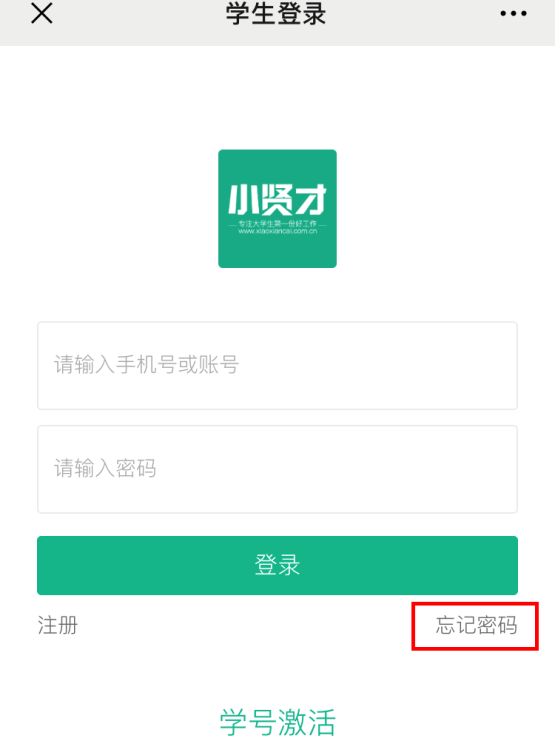 学生登录
小贤才
专注大学生第一份好工作
www.xiaoxiancai.com.cn
请输入手机号或账号
请输入密码
登录
注册 忘记密码
学号激活